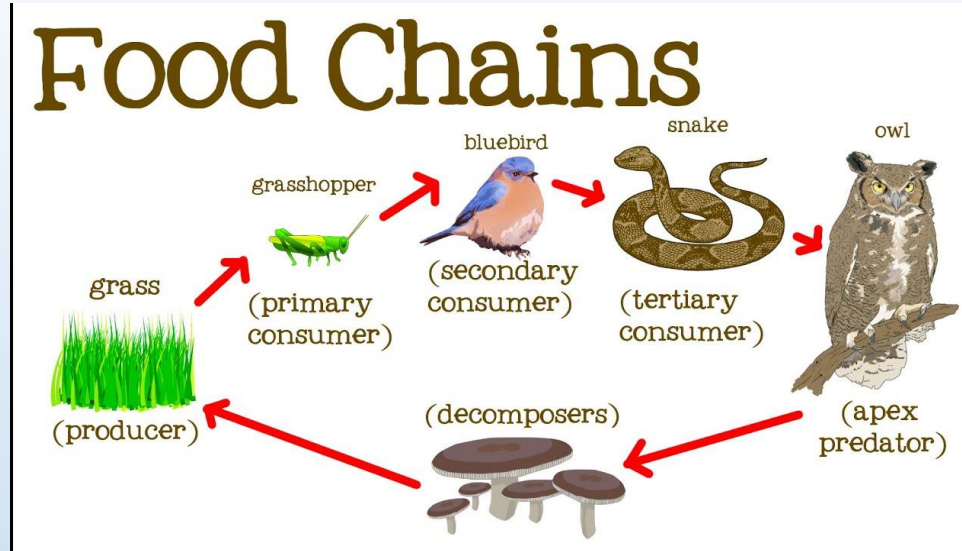 Food Chains
grass
(producer)
grasshopper
(primary
consumer)
bluebird
(secondary
consumer)
snake
(tertiary
consumer)
owl
(apex
predator)
(decomposers)